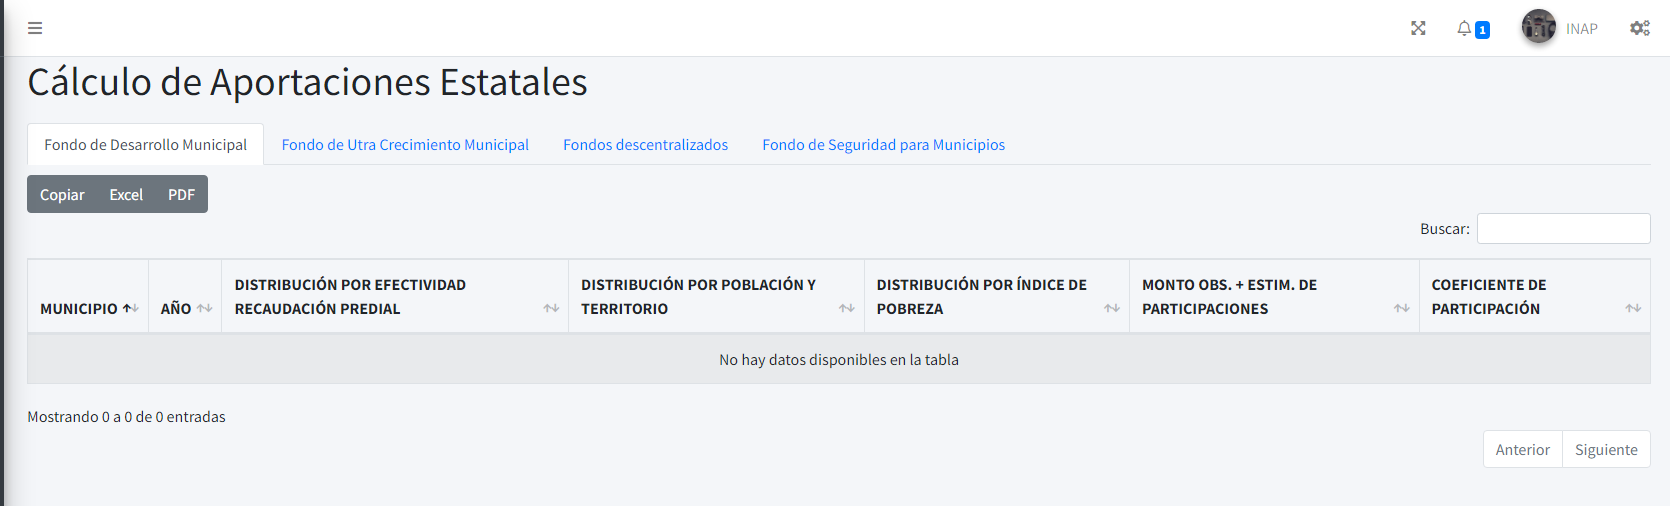 1
INAP
Cálculo de Aportaciones Estatales
Fondo de Desarrollo Municipal
Fondo de Utra Crecimiento Municipal
Fondos descentralizados
Fondo de Seguridad para Municipios
Copiar
Excel
PDF
Buscar:
MUNICIPIO
AÑO
DISTRIBUCIÓN POR EFECTIVIDAD
RECAUDACIÓN PREDIAL
DISTRIBUCIÓN POR POBLACIÓN Y
TERRITORIO
DISTRIBUCIÓN POR ÍNDICE DE
POBREZA
MONTO OBS. + ESTIM. DE
PARTICIPACIONES
COEFICIENTE DE
PARTICIPACIÓN
No hay datos disponibles en la tabla
Mostrando 0 a 0 de 0 entradas
Anterior
Siguiente